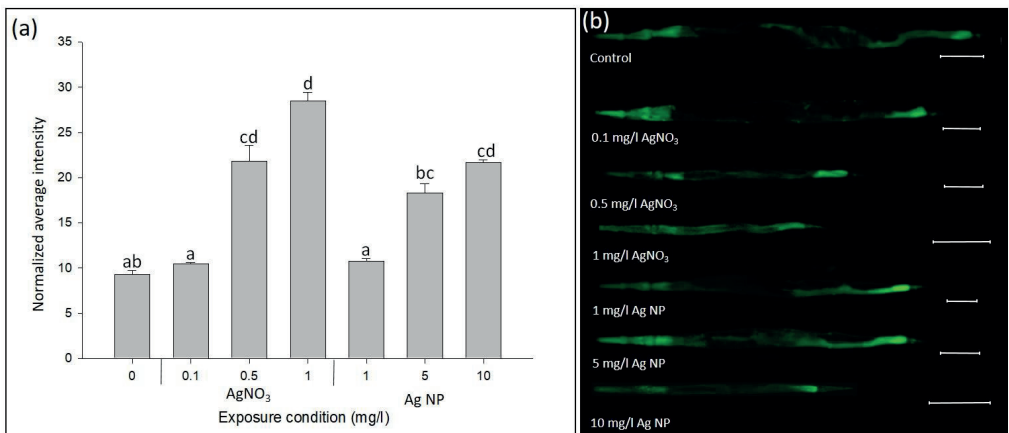 (a)
35
30
25
20
15
10
5
0
Normalized average intensity
ab
a
cd
d
a
bc
cd
0 0.1 0.5 1 1 5 10
AgNO₃ Ag NP
Exposure condition (mg/l)
(b)
Control
0.1 mg/l AgNO₃
0.5 mg/l AgNO₃
1 mg/l AgNO₃
1 mg/l Ag NP
5 mg/l Ag NP
10 mg/l Ag NP